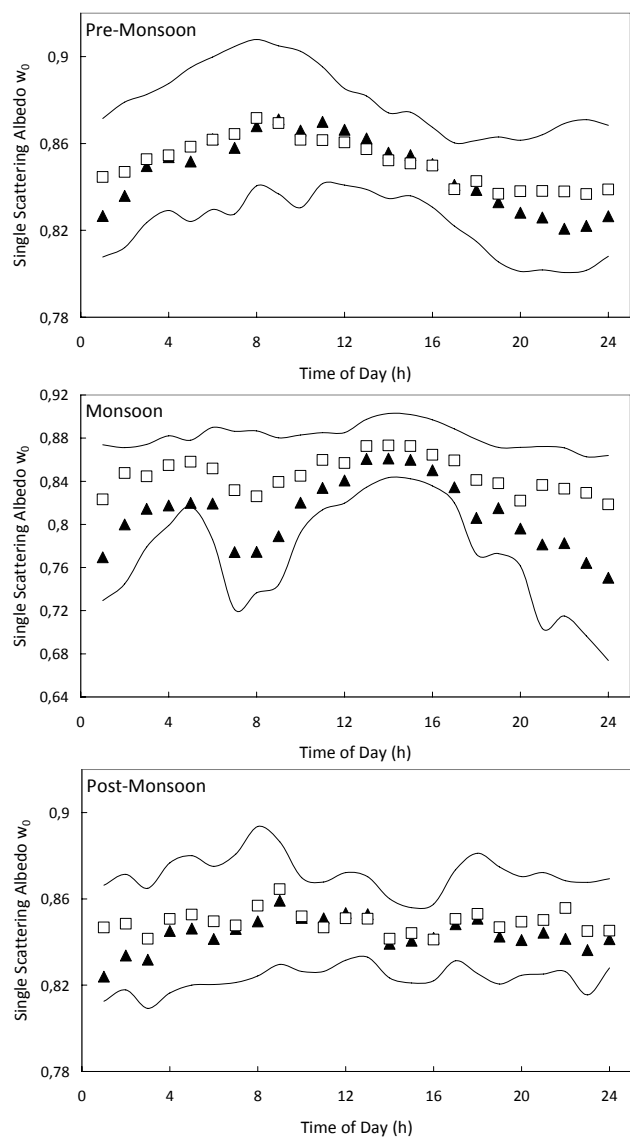 Pre-Monsoon
Single Scattering Albedo w₀
0,9
0,86
0,82
0,78
0 4 8 12 16 20 24
Time of Day (h)
Monsoon
Single Scattering Albedo w₀
0,92
0,88
0,84
0,8
0,76
0,72
0,68
0,64
0 4 8 12 16 20 24
Time of Day (h)
Post-Monsoon
Single Scattering Albedo w₀
0,9
0,86
0,82
0,78
0 4 8 12 16 20 24
Time of Day (h)